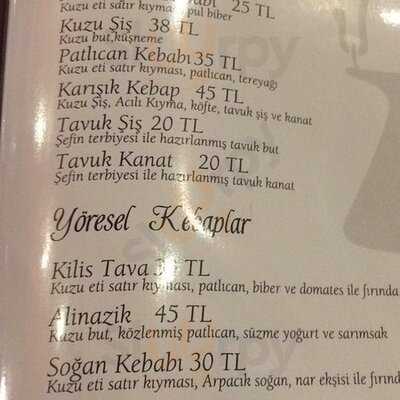 25 TL
Kuzu eti satır kıyması, pul biber
Kuzu Şiş 38 TL
Kuzu but,küşneme
Patlıcan Kebabı 35 TL
Kuzu eti satır kıyması, patlıcan, tereyağı
Karışık Kebap 45 TL
Kuzu Şiş, Acılı Kıyma, köfte, tavuk şiş ve kanat
Tavuk Şiş 20 TL
Şefin terbiyesi ile hazırlanmış tavuk but
Tavuk Kanat 20 TL
Şefin terbiyesi ile hazırlanmış tavuk kanat
Yöresel Kebaplar
Kilis Tava TL
Kuzu eti satır kıyması, patlıcan, biber ve domates ile fırında
Alinazik 45 TL
Kuzu but, közlenmiş patlıcan, süzme yoğurt ve sarımsak
Soğan Kebabı 30 TL
Kuzu eti satır kıyması, Arpacık soğan, nar ekşisi ile fırında